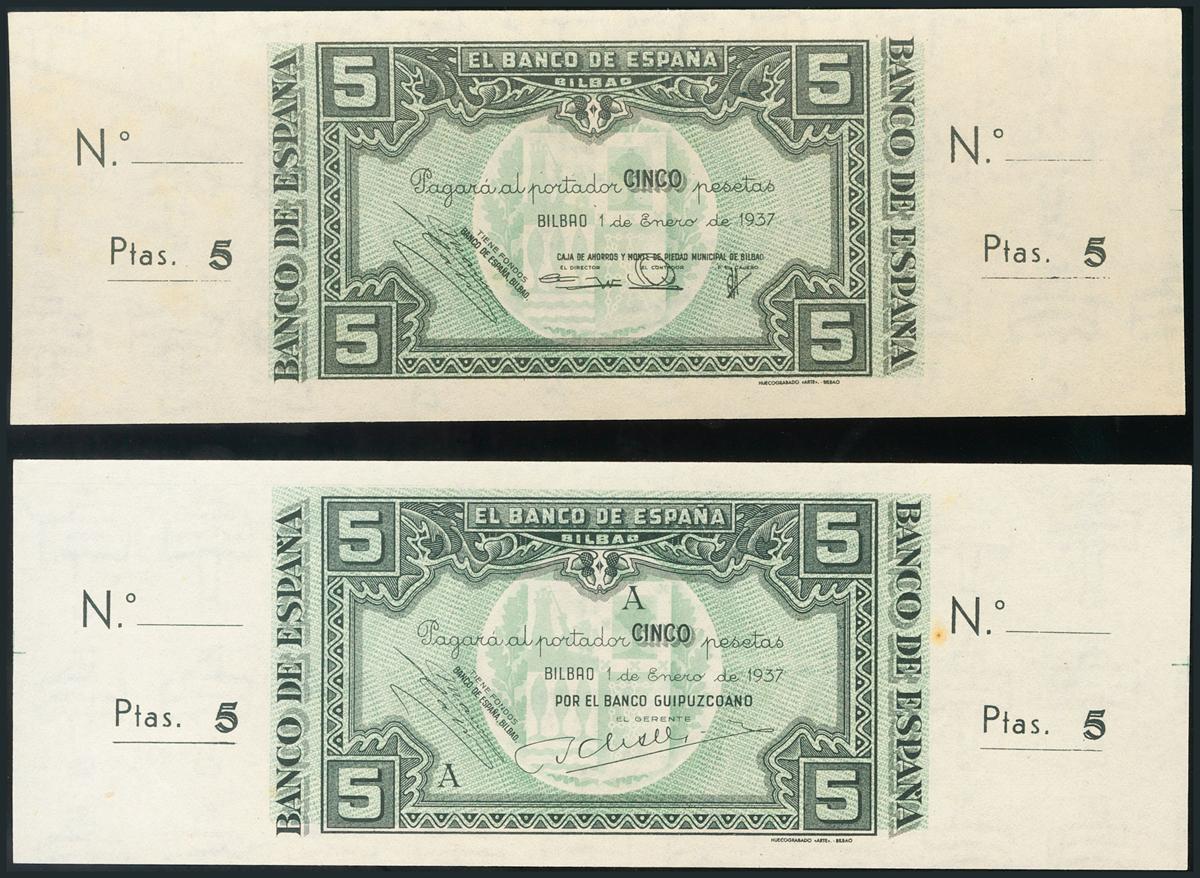 N.º
Ptas. 5
BANCO DE ESPAÑA
5
5
EL BANCO DE ESPAÑA
BILBAO
Pagará al portador CINCO pesetas
BILBAO 1 de Enero de 1937
TIENE FONDOS
BANCO DE ESPAÑA, BILBAO.
CAJA DE AHORROS Y MONTE DE PIEDAD MUNICIPAL DE BILBAO
EL DIRECTOR EL CONTADOR P. EL CAJERO
5
5
HUECOGRABADO «ARTE». - BILBAO
BANCO DE ESPAÑA
N.º
Ptas. 5
N.º
Ptas. 5
BANCO DE ESPAÑA
5
5
EL BANCO DE ESPAÑA
BILBAO
A
Pagará al portador CINCO pesetas
BILBAO 1 de Enero de 1937
TIENE FONDOS
BANCO DE ESPAÑA, BILBAO.
POR EL BANCO GUIPUZCOANO
EL GERENTE
A
5
5
HUECOGRABADO «ARTE». - BILBAO
BANCO DE ESPAÑA
N.º
Ptas. 5